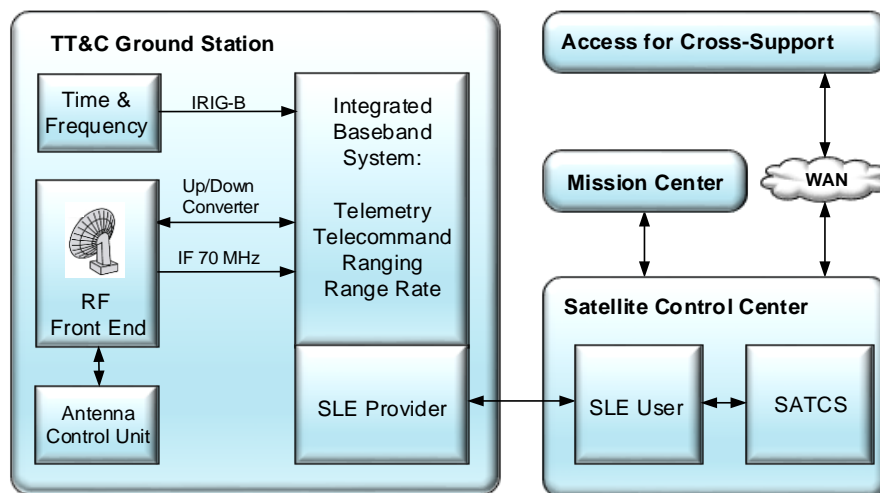 TT&C Ground Station
Time &
Frequency
IRIG-B
Integrated
Baseband
System:
Telemetry
Telecommand
Ranging
Range Rate
Up/Down
Converter
IF 70 MHz
RF
Front End
Antenna
Control Unit
SLE Provider
Access for Cross-Support
Mission Center
WAN
Satellite Control Center
SLE User
SATCS